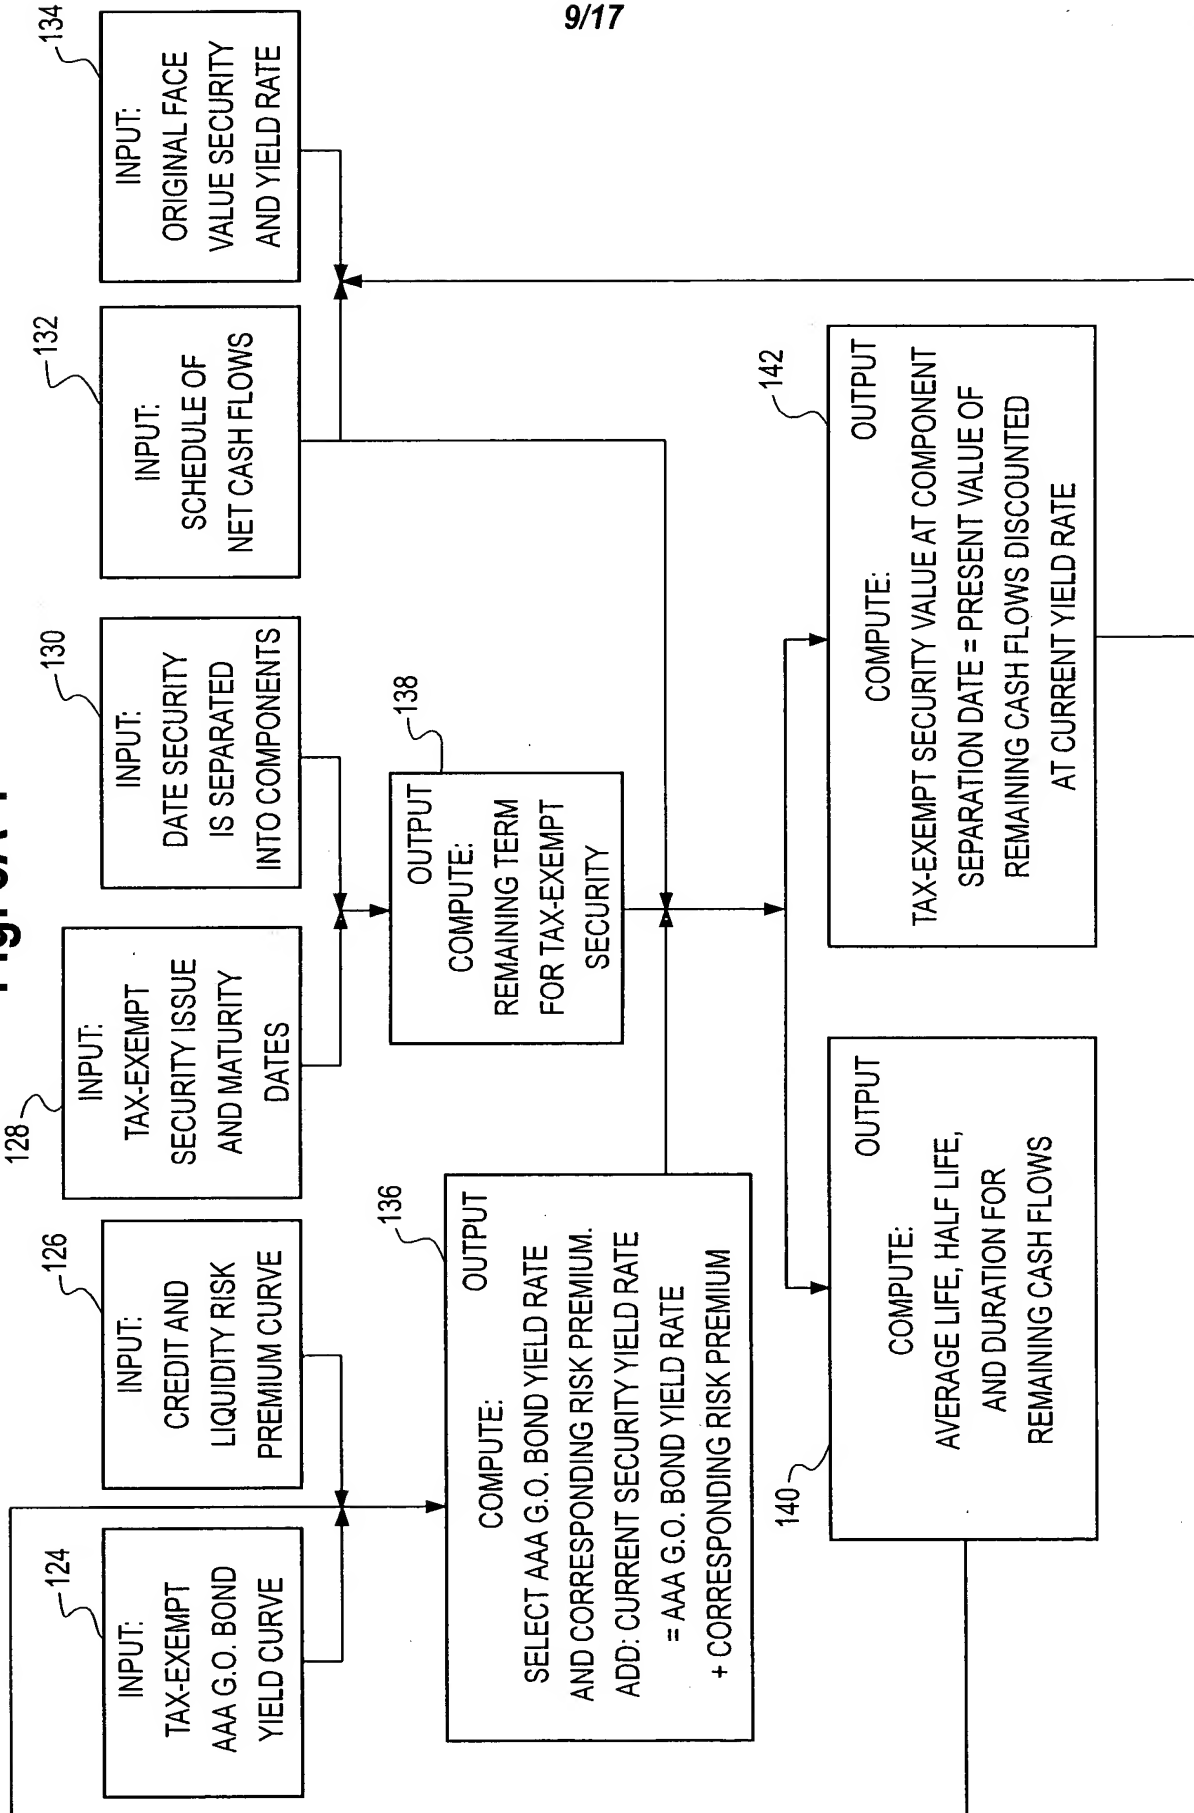 9/17
124
INPUT:
TAX-EXEMPT
AAA G.O. BOND
YIELD CURVE
126
INPUT:
CREDIT AND
LIQUIDITY RISK
PREMIUM CURVE
128
INPUT:
TAX-EXEMPT
SECURITY ISSUE
AND MATURITY
DATES
130
INPUT:
DATE SECURITY
IS SEPARATED
INTO COMPONENTS
132
INPUT:
SCHEDULE OF
NET CASH FLOWS
134
INPUT:
ORIGINAL FACE
VALUE SECURITY
AND YIELD RATE
136
OUTPUT
COMPUTE:
SELECT AAA G.O. BOND YIELD RATE
AND CORRESPONDING RISK PREMIUM.
ADD: CURRENT SECURITY YIELD RATE
= AAA G.O. BOND YIELD RATE
+ CORRESPONDING RISK PREMIUM
138
OUTPUT
COMPUTE:
REMAINING TERM
FOR TAX-EXEMPT
SECURITY
140
OUTPUT
COMPUTE:
AVERAGE LIFE, HALF LIFE,
AND DURATION FOR
REMAINING CASH FLOWS
142
OUTPUT
COMPUTE:
TAX-EXEMPT SECURITY VALUE AT COMPONENT
SEPARATION DATE = PRESENT VALUE OF
REMAINING CASH FLOWS DISCOUNTED
AT CURRENT YIELD RATE